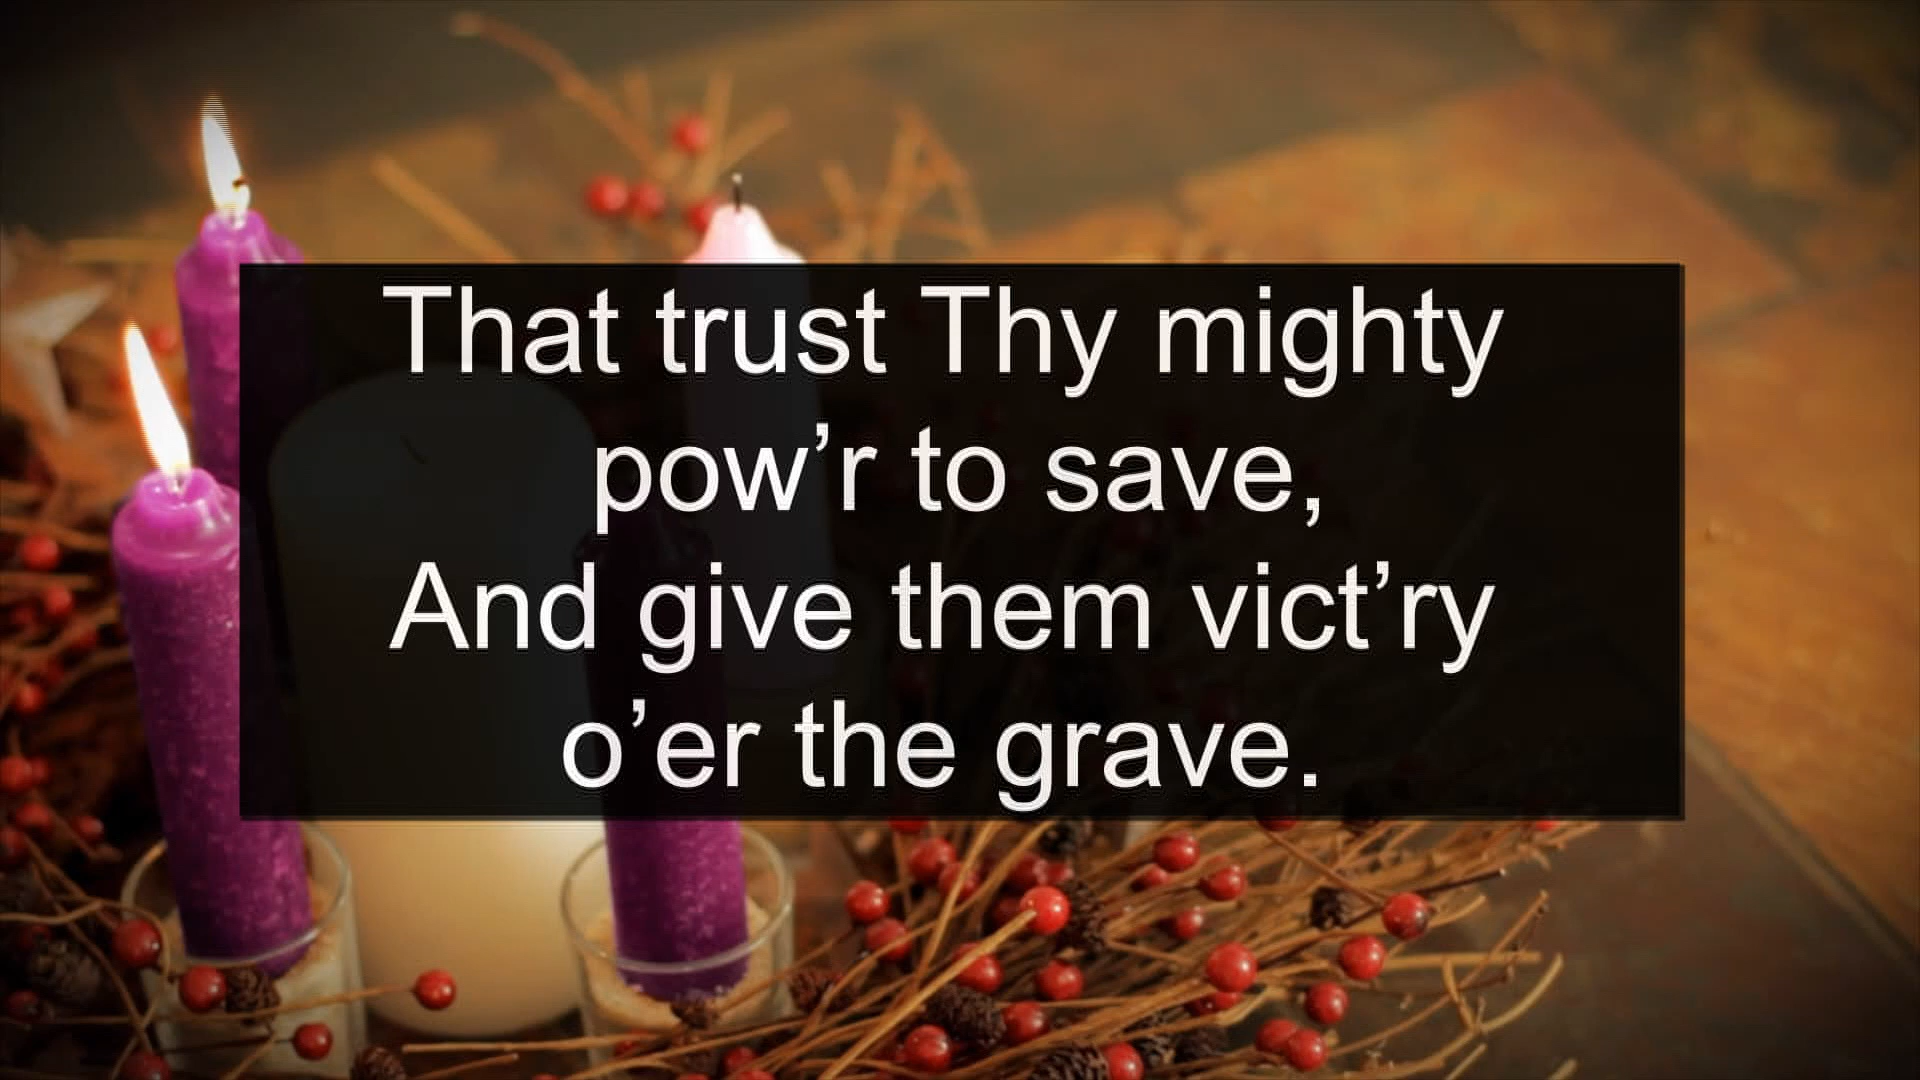 That trust Thy mighty
pow’r to save,
And give them vict’ry
o’er the grave.